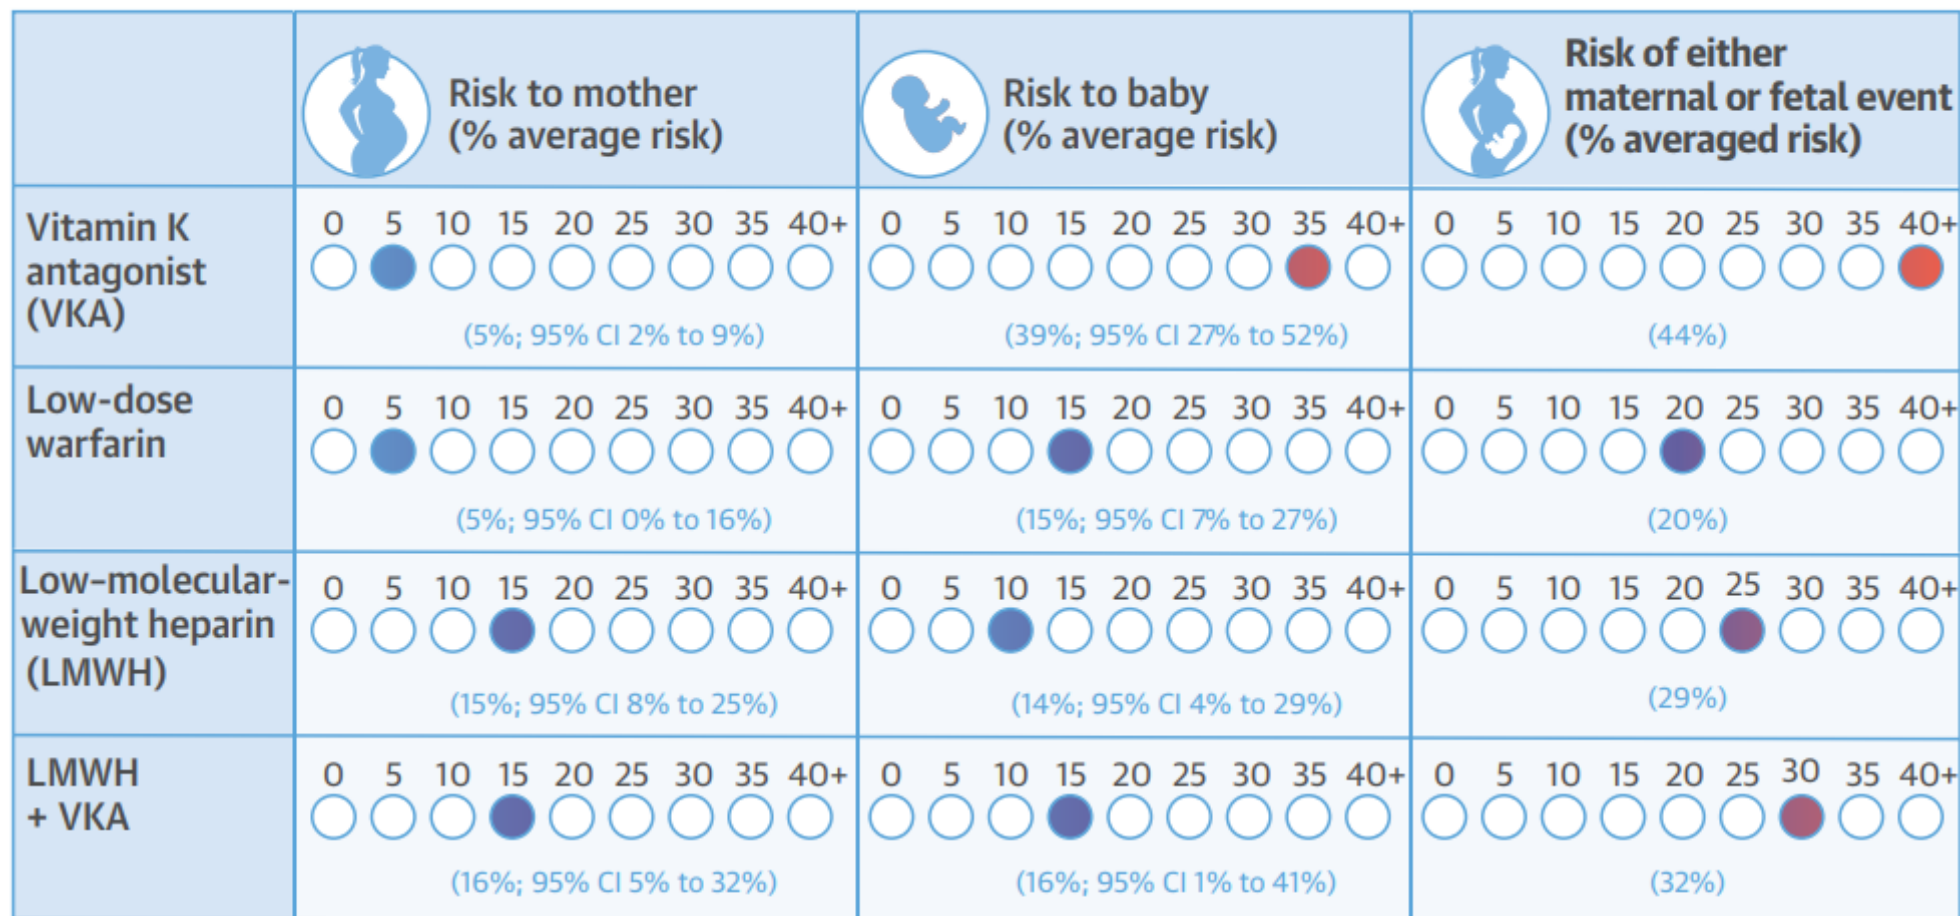 Risk to mother
(% average risk)
Risk to baby
(% average risk)
Risk of either
maternal or fetal event
(% averaged risk)
Vitamin K
antagonist
(VKA)
0 5 10 15 20 25 30 35 40+
(5%; 95% CI 2% to 9%)
0 5 10 15 20 25 30 35 40+
(39%; 95% CI 27% to 52%)
0 5 10 15 20 25 30 35 40+
(44%)
Low-dose
warfarin
0 5 10 15 20 25 30 35 40+
(5%; 95% CI 0% to 16%)
0 5 10 15 20 25 30 35 40+
(15%; 95% CI 7% to 27%)
0 5 10 15 20 25 30 35 40+
(20%)
Low-molecular-
weight heparin
(LMWH)
0 5 10 15 20 25 30 35 40+
(15%; 95% CI 8% to 25%)
0 5 10 15 20 25 30 35 40+
(14%; 95% CI 4% to 29%)
0 5 10 15 20 25 30 35 40+
(29%)
LMWH
+ VKA
0 5 10 15 20 25 30 35 40+
(16%; 95% CI 5% to 32%)
0 5 10 15 20 25 30 35 40+
(16%; 95% CI 1% to 41%)
0 5 10 15 20 25 30 35 40+
(32%)